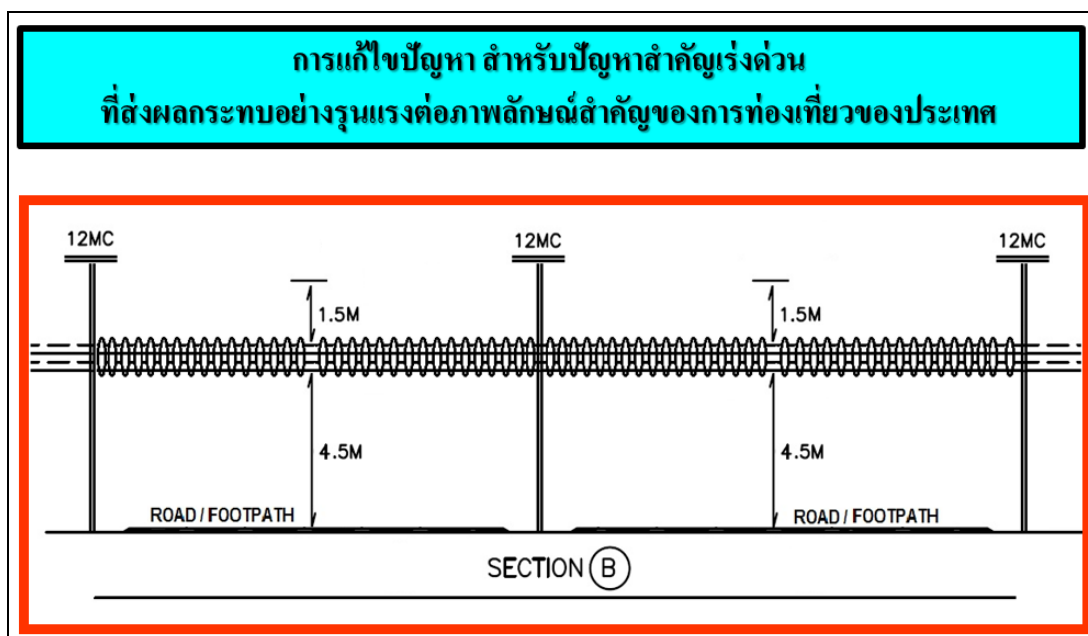 การแก้ไขปัญหา สำหรับปัญหาสำคัญเร่งด่วน
ที่ส่งผลกระทบอย่างรุนแรงต่อภาพลักษณ์สำคัญของการท่องเที่ยวของประเทศ
12MC 12MC 12MC
1.5M 1.5M
4.5M 4.5M
ROAD/FOOTPATH ROAD/FOOTPATH
SECTION B